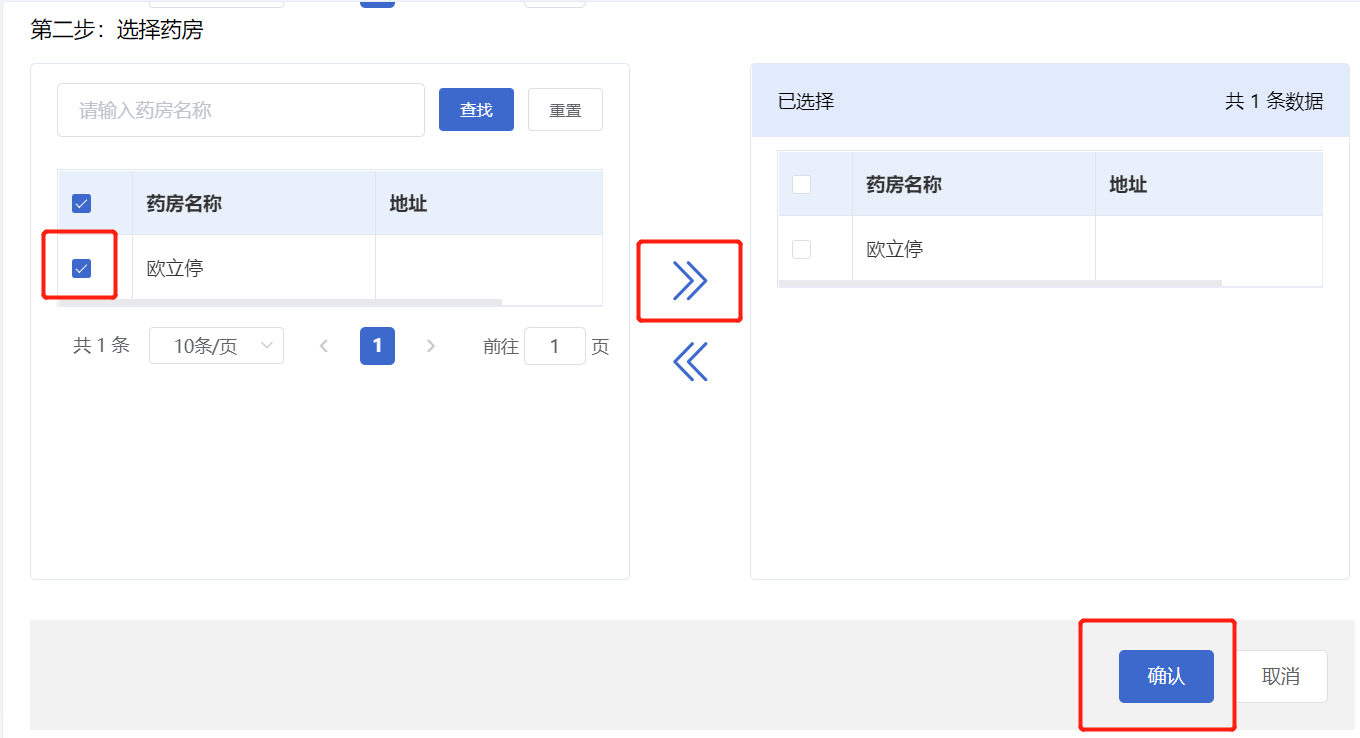 第二步：选择药房
请输入药房名称 查找 重置
药房名称 地址
欧立停
共 1 条 10条/页 1 前往 1 页
已选择 共 1 条数据
药房名称 地址
欧立停
确认 取消